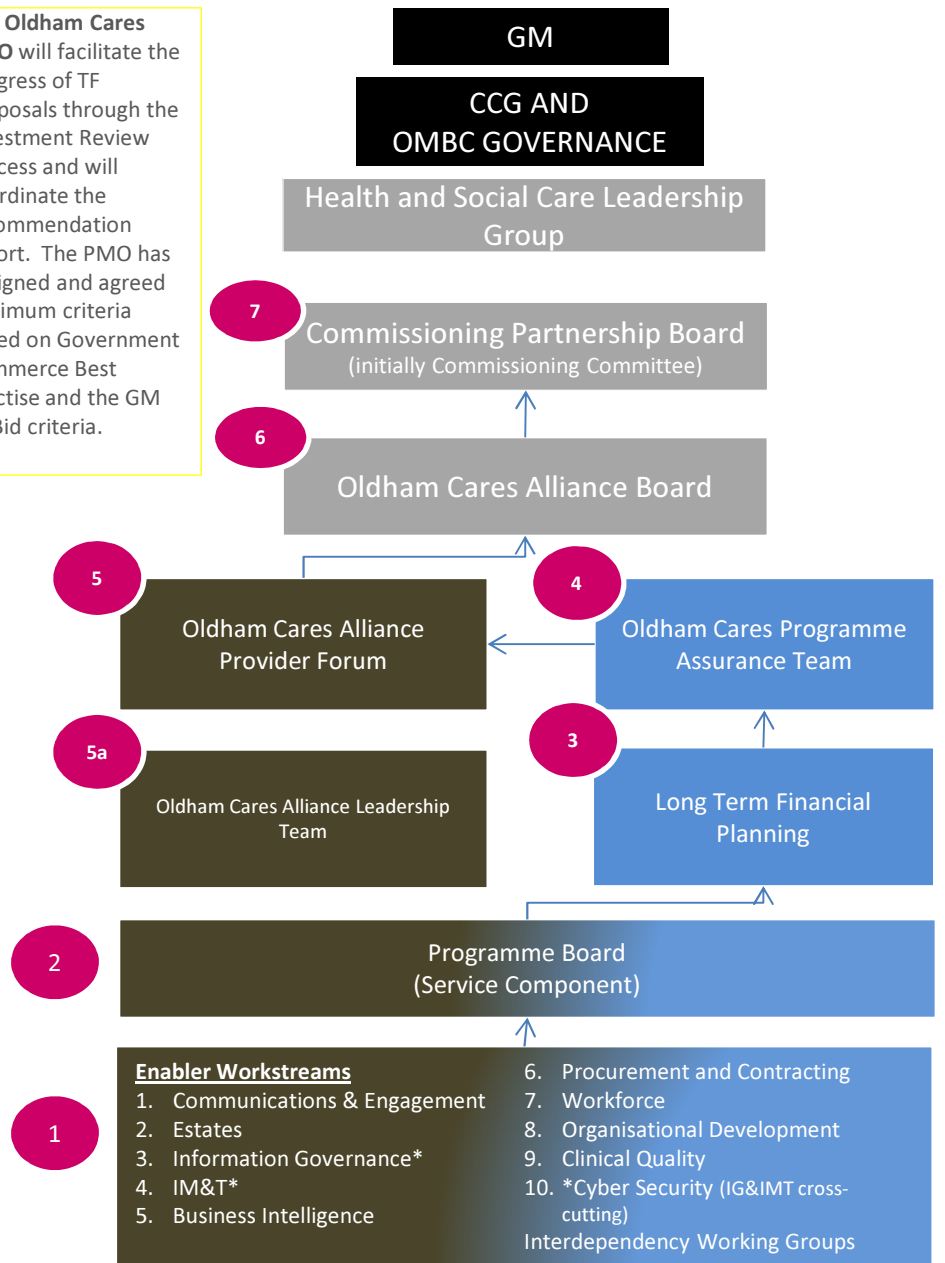 Oldham Cares
O will facilitate the
gress of TF
posals through the
estment Review
cess and will
rdinate the
ommendation
ort. The PMO has
igned and agreed
imum criteria
ed on Government
mmerce Best
ctise and the GM
Bid criteria.
GM
CCG AND
OMBC GOVERNANCE
Health and Social Care Leadership
Group
7
Commissioning Partnership Board
(initially Commissioning Committee)
6
Oldham Cares Alliance Board
5
Oldham Cares Alliance
Provider Forum
4
Oldham Cares Programme
Assurance Team
5a
Oldham Cares Alliance Leadership
Team
3
Long Term Financial
Planning
2
Programme Board
(Service Component)
1
Enabler Workstreams
1. Communications & Engagement
2. Estates
3. Information Governance*
4. IM&T*
5. Business Intelligence
6. Procurement and Contracting
7. Workforce
8. Organisational Development
9. Clinical Quality
10. *Cyber Security (IG&IMT cross-
cutting)
Interdependency Working Groups